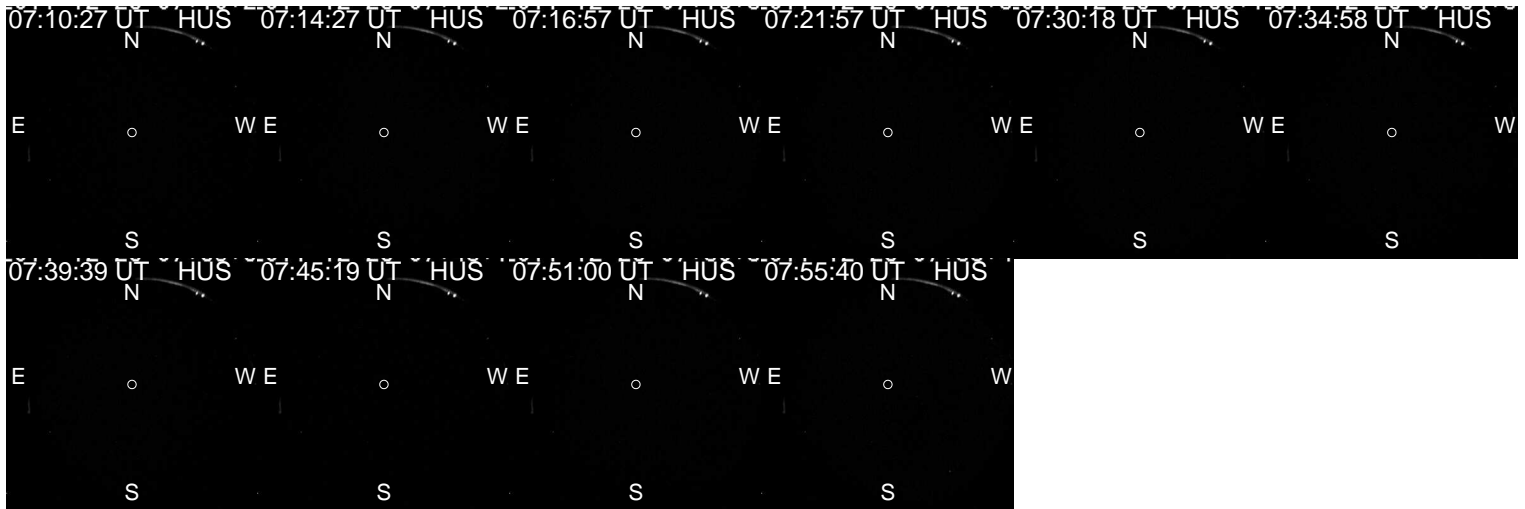 07:10:27 UT HUS 07:14:27 UT HUS 07:16:57 UT HUS 07:21:57 UT HUS 07:30:18 UT HUS 07:34:58 UT HUS
N N N N N N
E W E W E W E W E W E W
S S S S S S
07:39:39 UT HUS 07:45:19 UT HUS 07:51:00 UT HUS 07:55:40 UT HUS
N N N N
E W E W E W E W
S S S S